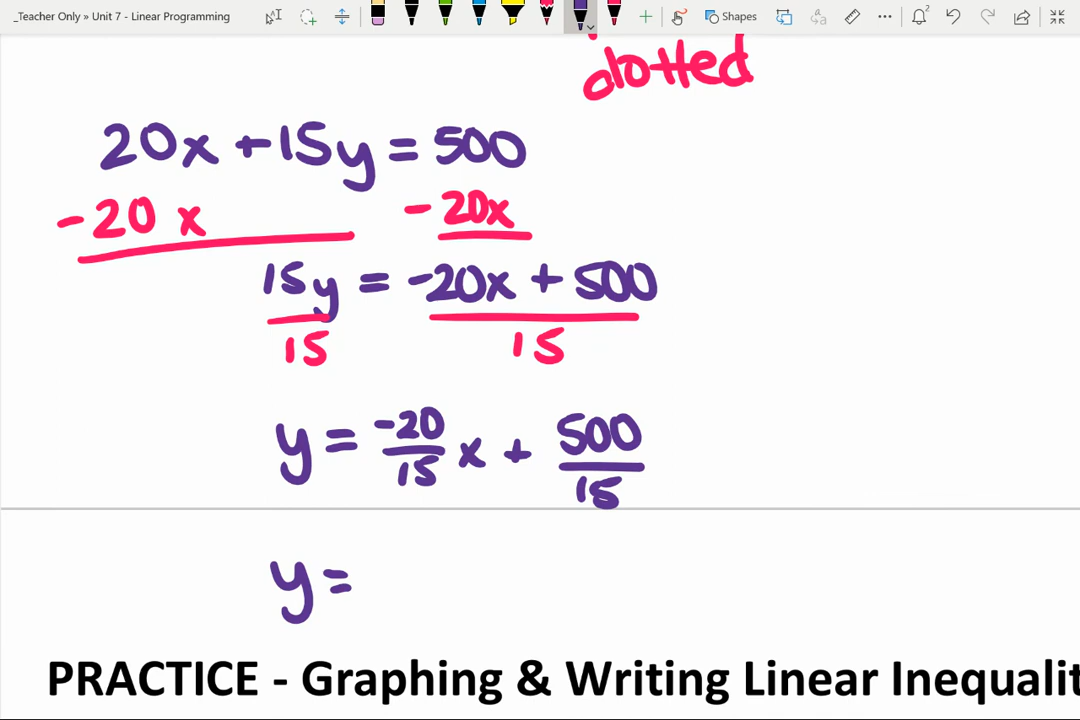 _Teacher Only » Unit 7 - Linear Programming
Shapes
dotted
20x + 15y = 500
-20 x - 20x
15y = -20x + 500
15 15
y = -20/15 x + 500/15
y =
PRACTICE - Graphing & Writing Linear Inequalit